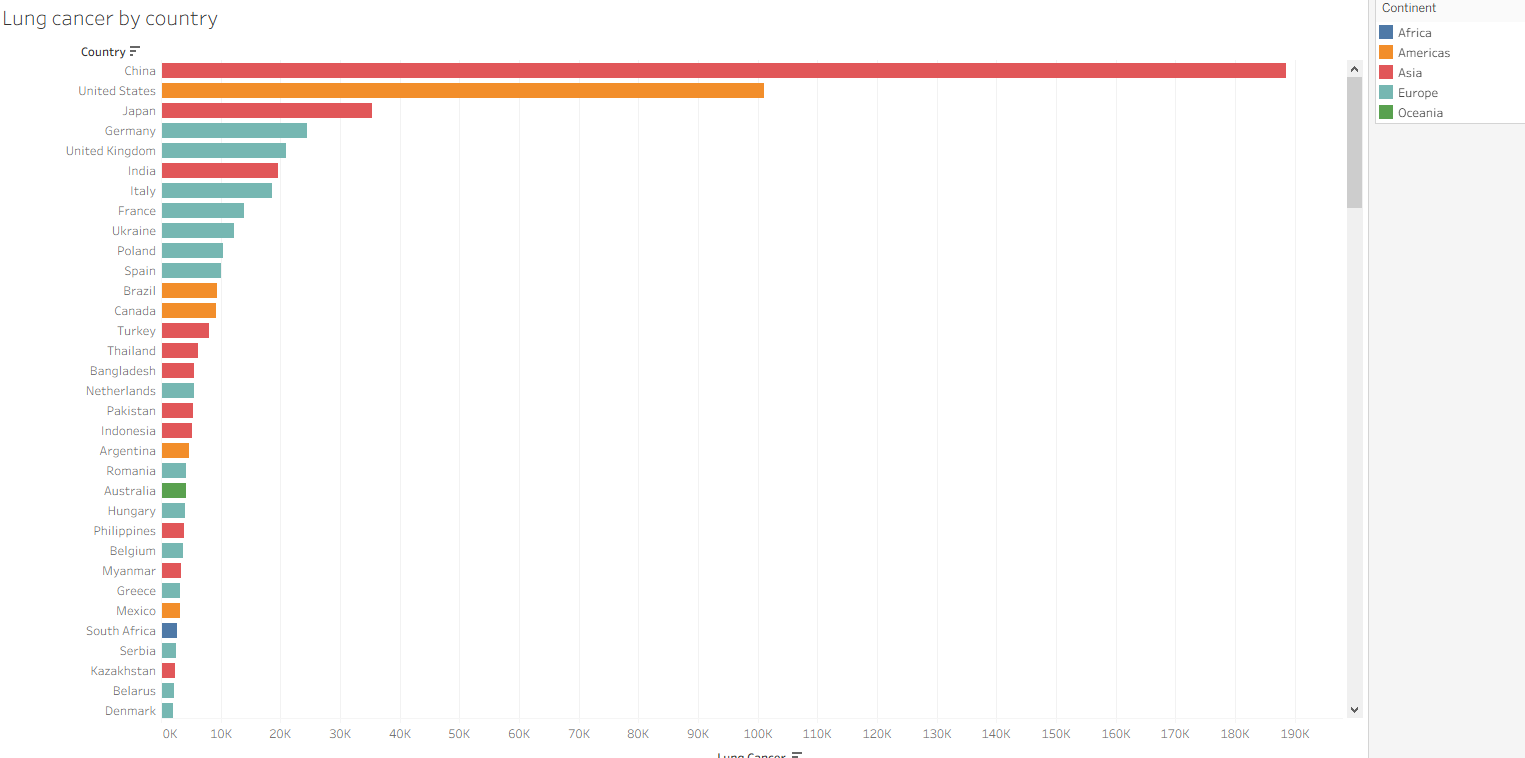 Lung cancer by country
Country
China
United States
Japan
Germany
United Kingdom
India
Italy
France
Ukraine
Poland
Spain
Brazil
Canada
Turkey
Thailand
Bangladesh
Netherlands
Pakistan
Indonesia
Argentina
Romania
Australia
Hungary
Philippines
Belgium
Myanmar
Greece
Mexico
South Africa
Serbia
Kazakhstan
Belarus
Denmark
0K 10K 20K 30K 40K 50K 60K 70K 80K 90K 100K 110K 120K 130K 140K 150K 160K 170K 180K 190K
Lung Cancer
Continent
Africa
Americas
Asia
Europe
Oceania